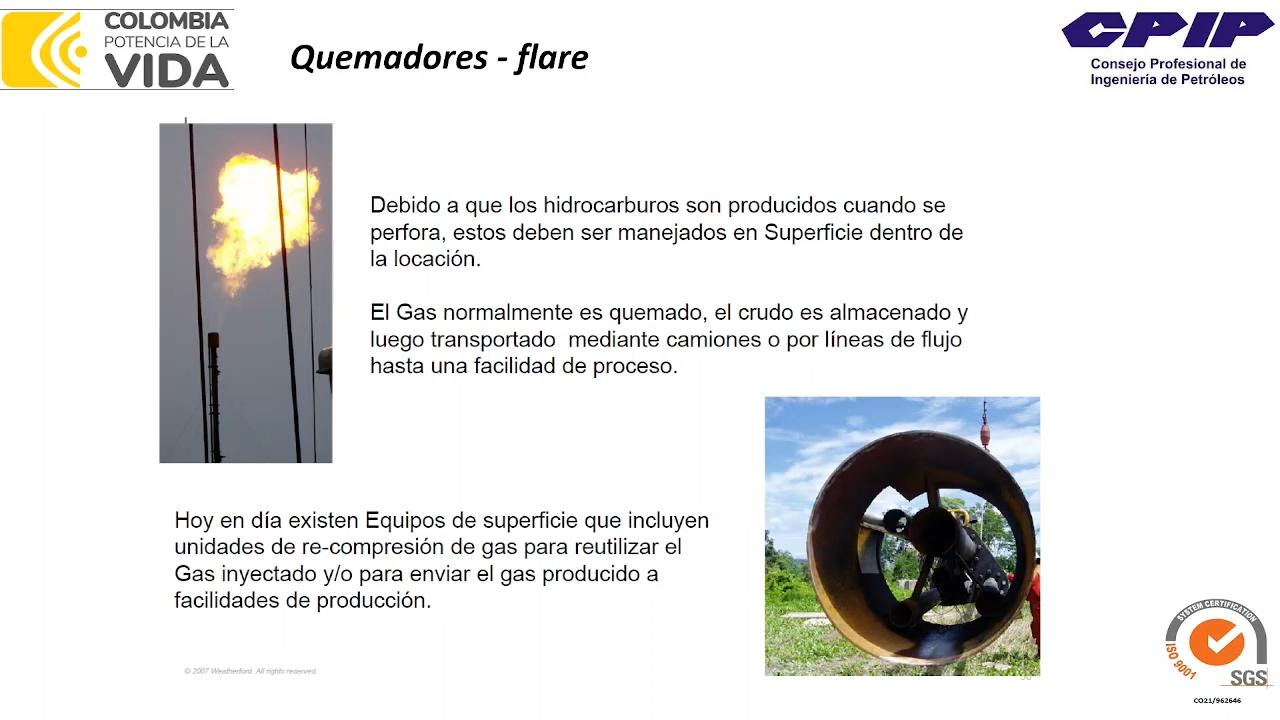 COLOMBIA
POTENCIA DE LA
VIDA
Quemadores - flare
CPIP
Consejo Profesional de
Ingeniería de Petróleos
Debido a que los hidrocarburos son producidos cuando se
perfora, estos deben ser manejados en Superficie dentro de
la locación.
El Gas normalmente es quemado, el crudo es almacenado y
luego transportado mediante camiones o por líneas de flujo
hasta una facilidad de proceso.
Hoy en día existen Equipos de superficie que incluyen
unidades de re-compresión de gas para reutilizar el
Gas inyectado y/o para enviar el gas producido a
facilidades de producción.
© 2007 Weatherford. All rights reserved.
SYSTEM CERTIFICATION
ISO 9001
SGS
CO21/962646